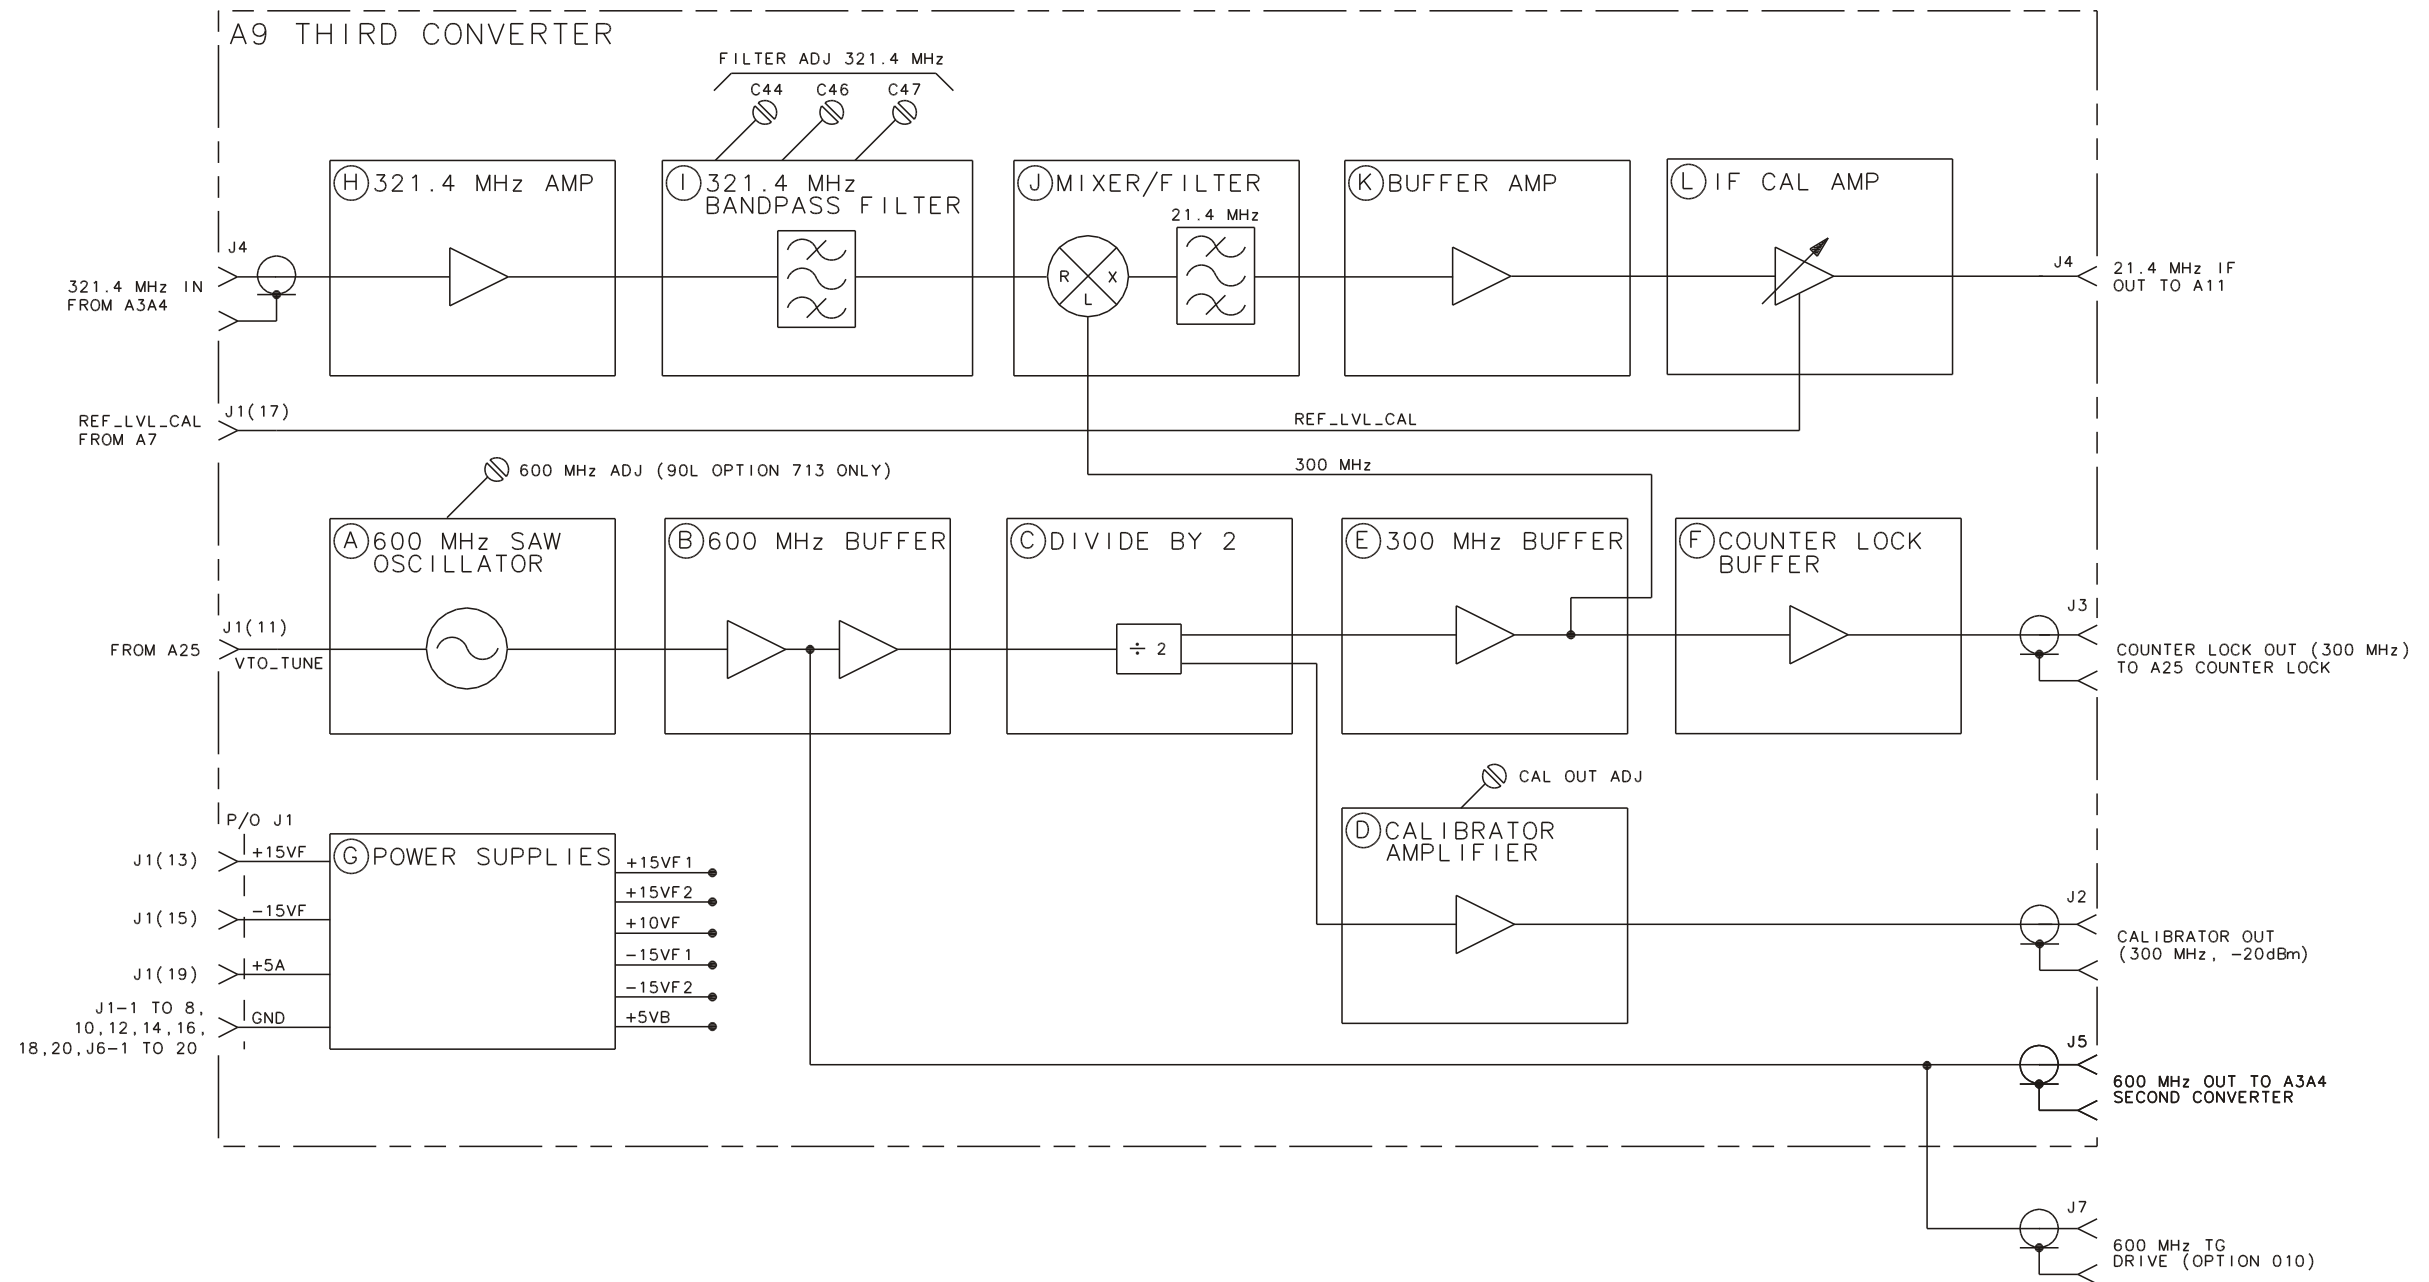 A9 THIRD CONVERTER
FILTER ADJ 321.4 MHz
C44
C46
C47
H
321.4 MHz AMP
I
321.4 MHz
BANDPASS FILTER
J
MIXER/FILTER
21.4 MHz
R
X
L
K
BUFFER AMP
L
IF CAL AMP
J4
321.4 MHz IN
FROM A3A4
J4
21.4 MHz IF
OUT TO A11
J1(17)
REF_LVL_CAL
FROM A7
REF_LVL_CAL
300 MHz
600 MHz ADJ (90L OPTION 713 ONLY)
A
600 MHz SAW
OSCILLATOR
B
600 MHz BUFFER
C
DIVIDE BY 2
÷ 2
E
300 MHz BUFFER
F
COUNTER LOCK
BUFFER
J1(11)
FROM A25
VTO_TUNE
J3
COUNTER LOCK OUT (300 MHz)
TO A25 COUNTER LOCK
CAL OUT ADJ
D
CALIBRATOR
AMPLIFIER
P/O J1
J1(13)
+15VF
J1(15)
-15VF
J1(19)
+5A
J1-1 TO 8,
10,12,14,16,
18,20,J6-1 TO 20
GND
G
POWER SUPPLIES
+15VF1
+15VF2
+10VF
-15VF1
-15VF2
+5VB
J2
CALIBRATOR OUT
(300 MHz, -20dBm)
J5
600 MHz OUT TO A3A4
SECOND CONVERTER
J7
600 MHz TG
DRIVE (OPTION 010)